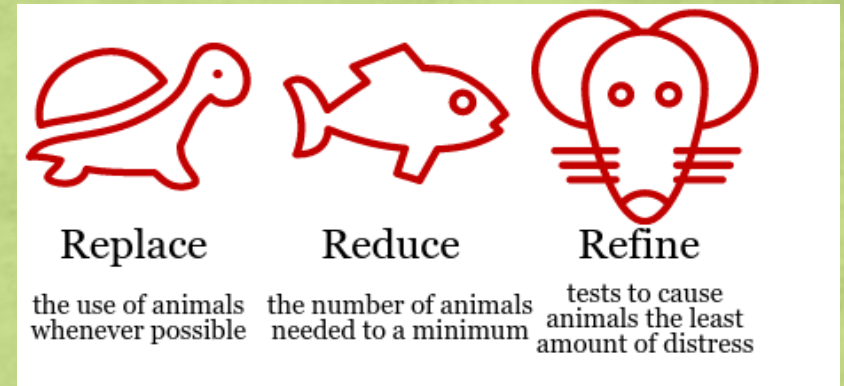 Replace
the use of animals
whenever possible
Reduce
the number of animals
needed to a minimum
Refine
tests to cause
animals the least
amount of distress